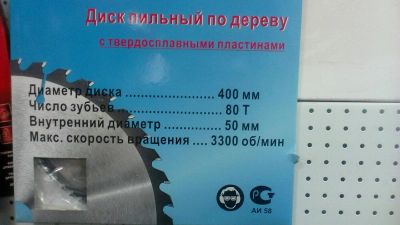 Диск пильный по дереву
с твердосплавными пластинами
Диаметр диска .................... 400 мм
Число зубьев ...................... 80 Т
Внутренний диаметр ........... 50 мм
Макс. скорость вращения .... 3300 об/мин
АИ 58